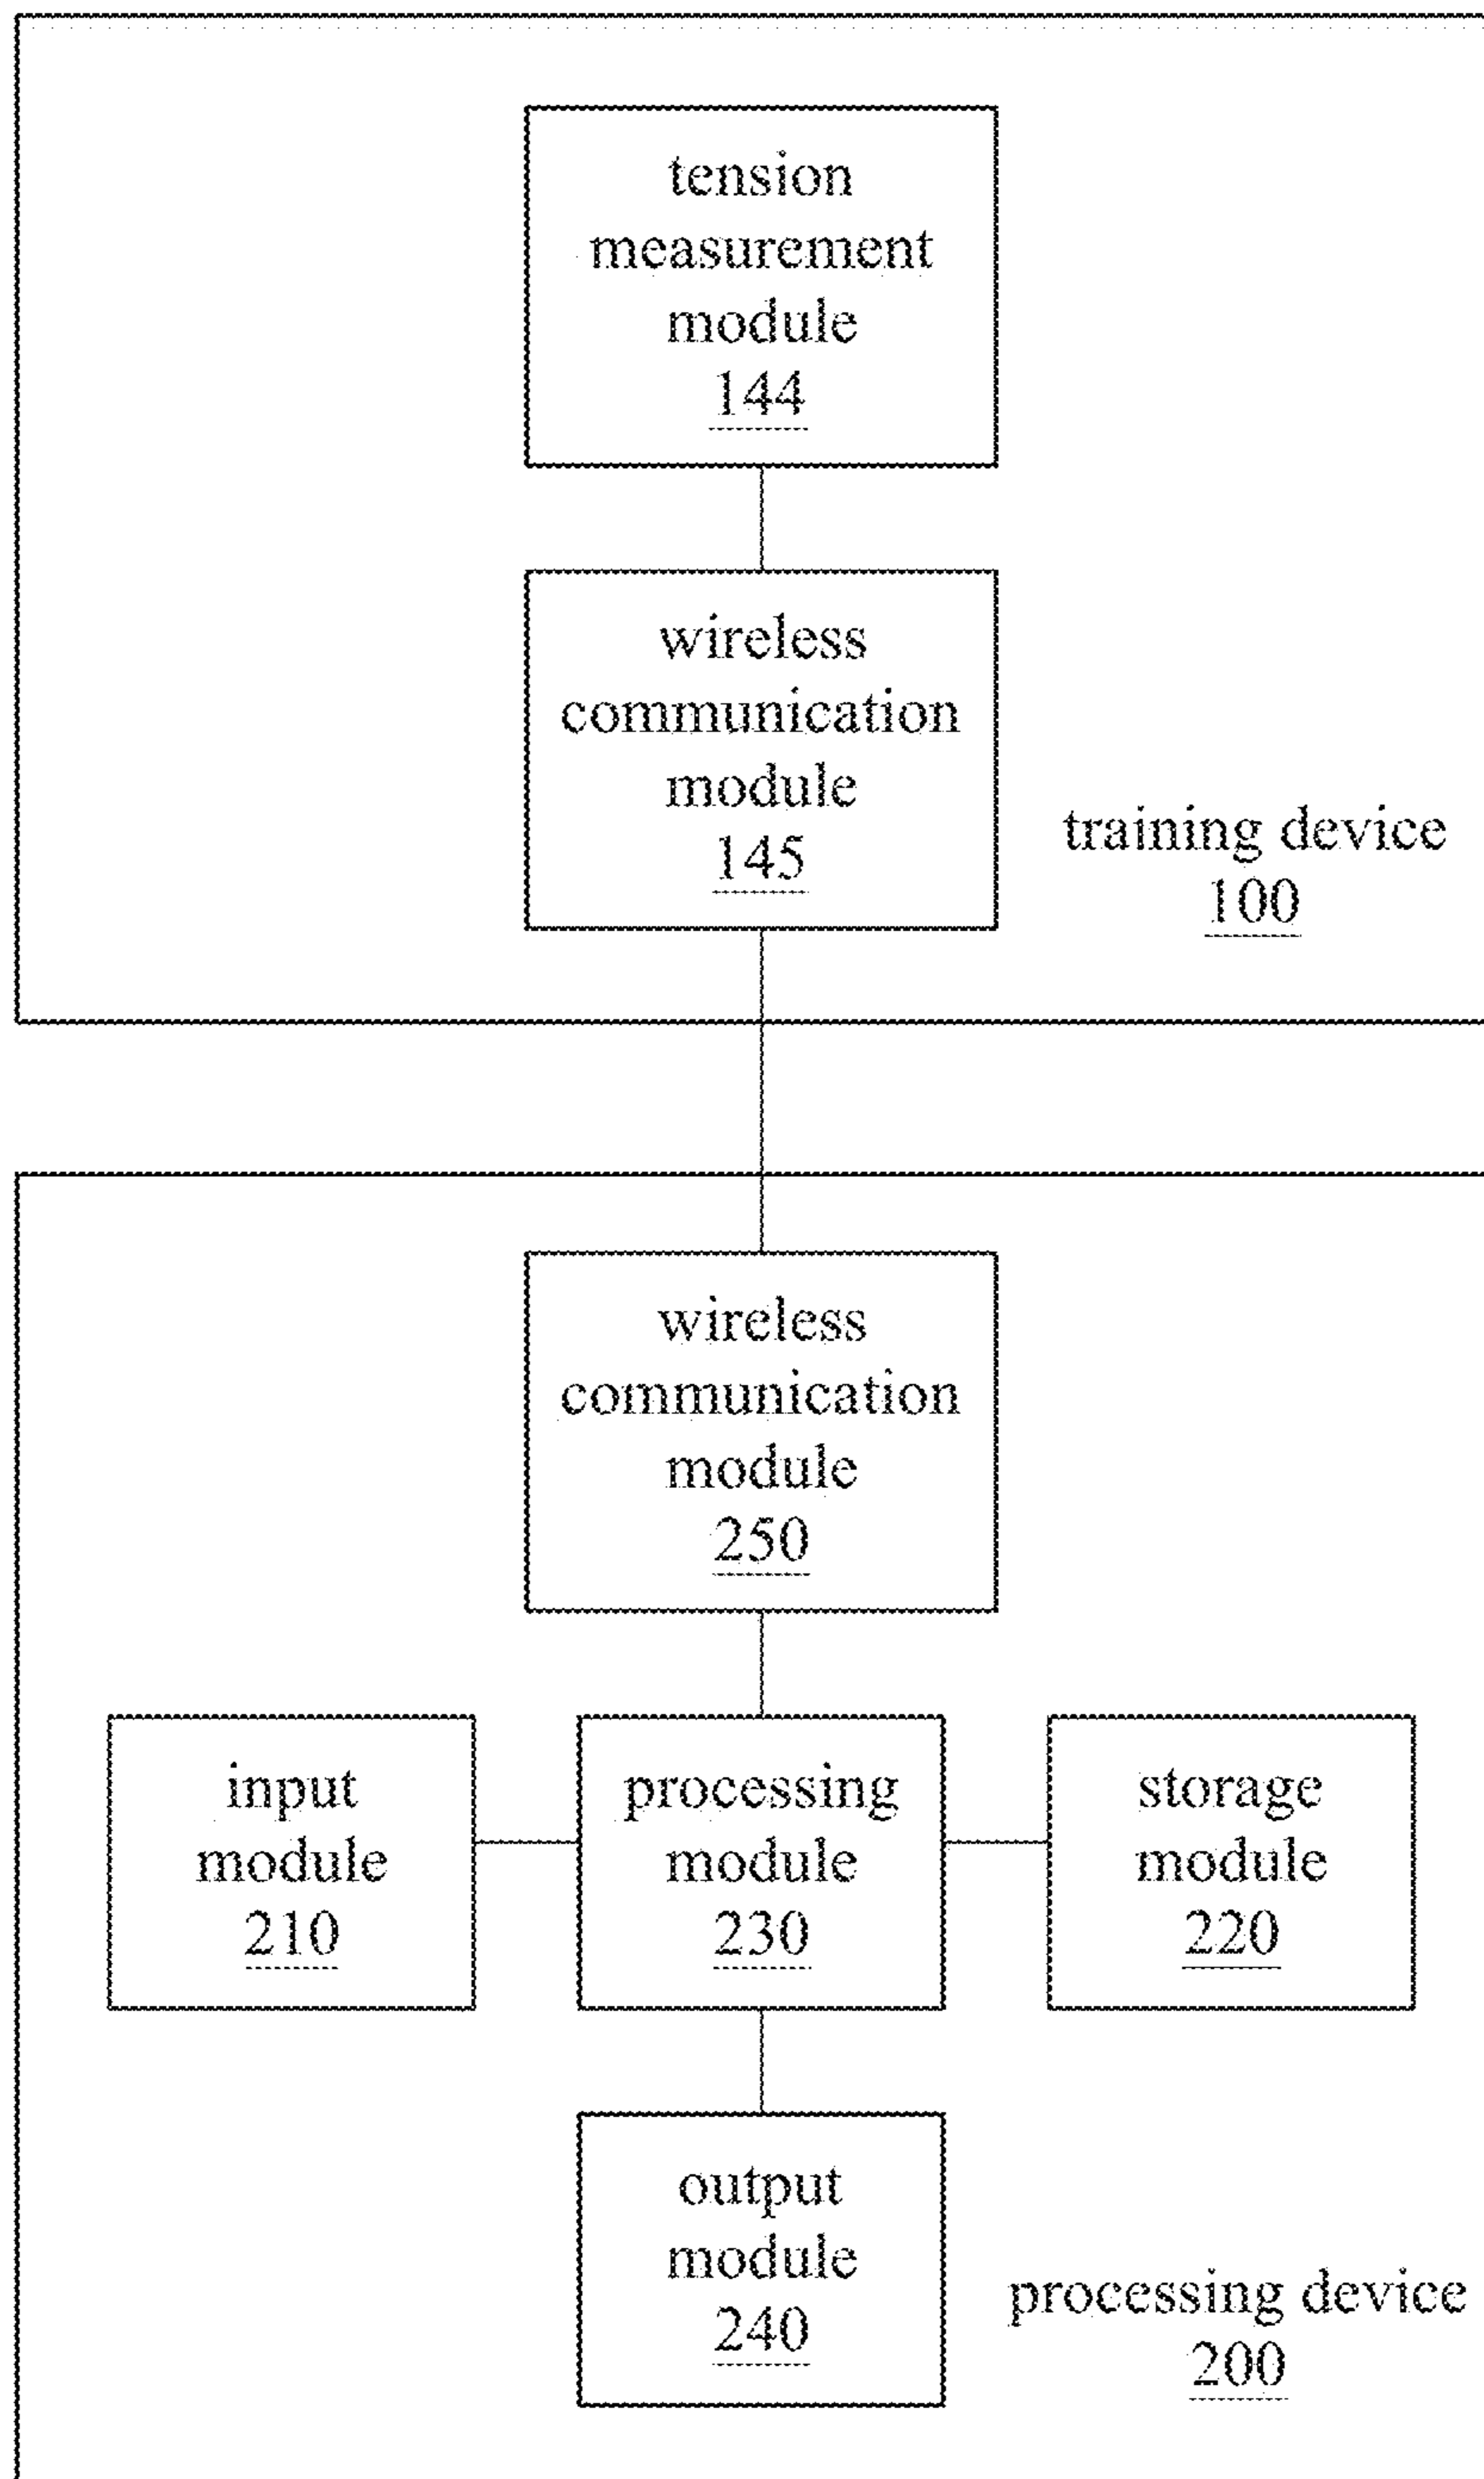 tension
measurement
module
144
wireless
communication
module
145
training device
100
wireless
communication
module
250
input
module
210
processing
module
230
storage
module
220
output
module
240
processing device
200